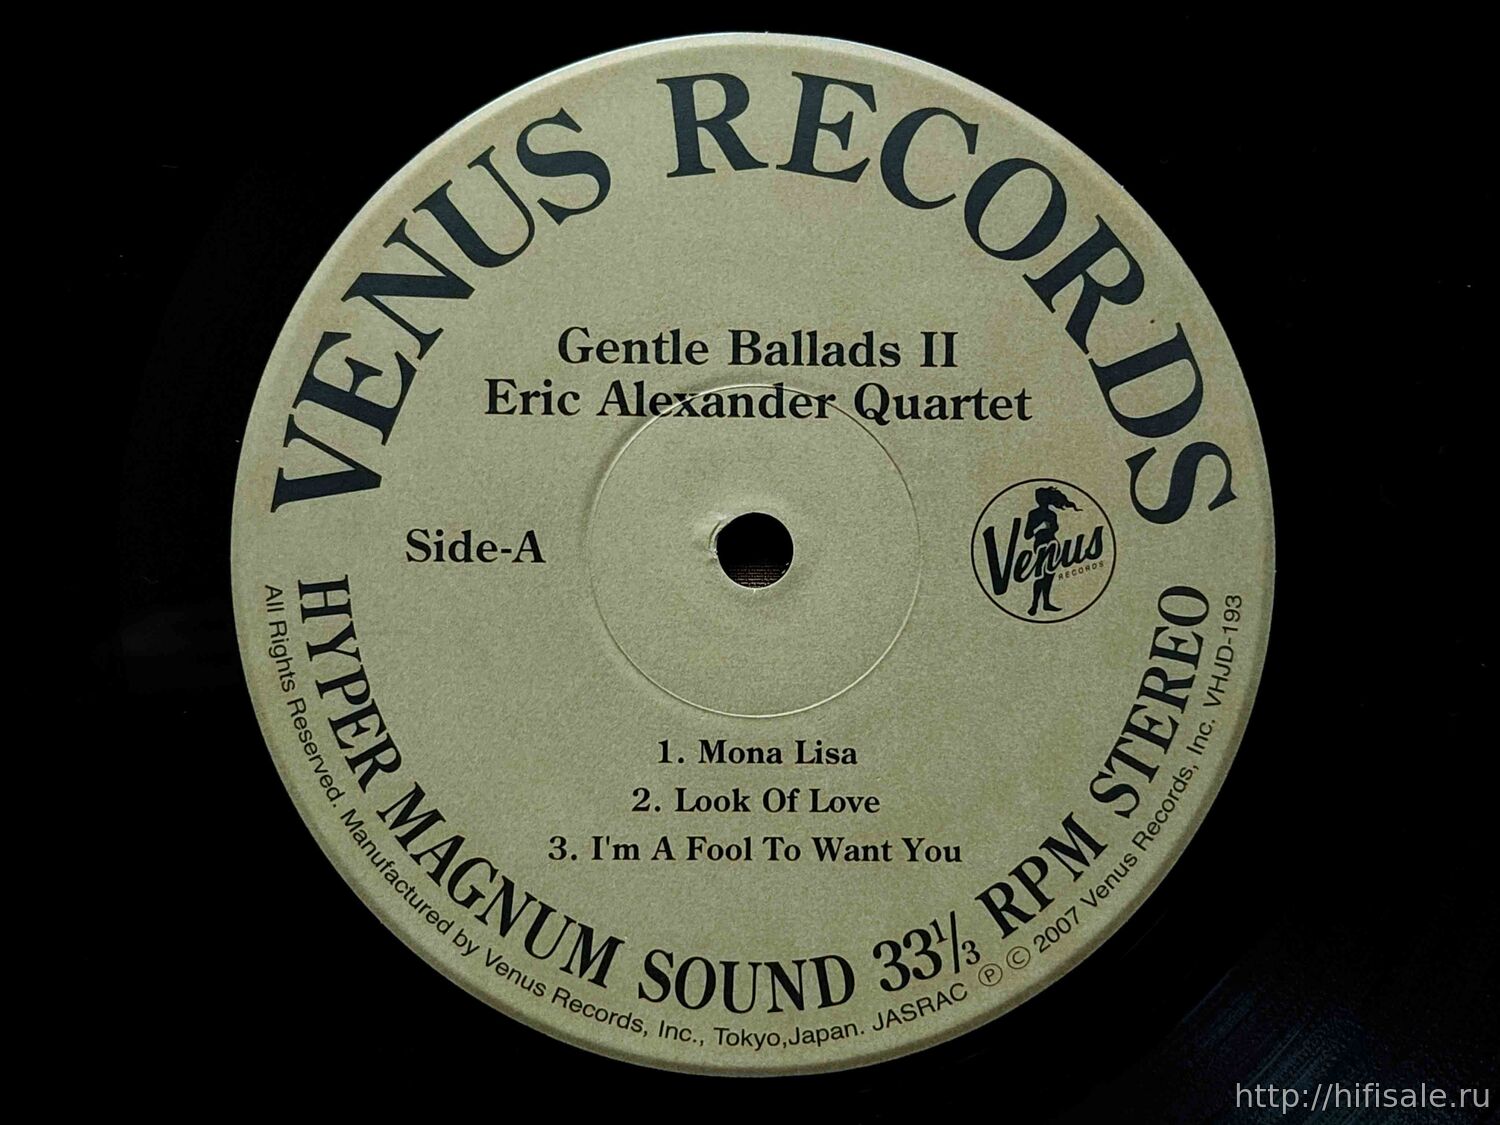 VENUS RECORDS
Gentle Ballads II
Eric Alexander Quartet
Side-A
Venus
RECORDS
1. Mona Lisa
2. Look Of Love
3. I'm A Fool To Want You
HYPER MAGNUM SOUND 33⅓ RPM STEREO
All Rights Reserved. Manufactured by Venus Records, Inc., Tokyo,Japan. JASRAC Ⓟ © 2007 Venus Records, Inc. VHJD-193
http://hifisale.ru